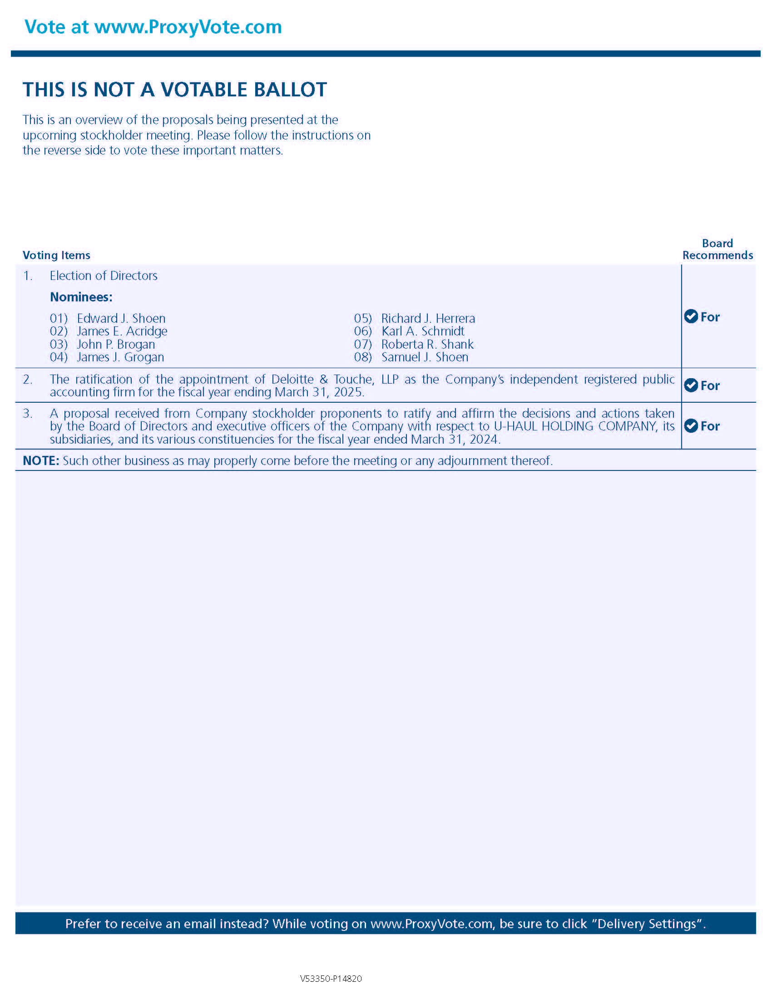 Vote at www.ProxyVote.com
THIS IS NOT A VOTABLE BALLOT
This is an overview of the proposals being presented at the
upcoming stockholder meeting. Please follow the instructions on
the reverse side to vote these important matters.
Voting Items
Board
Recommends
1. Election of Directors
Nominees:
01) Edward J. Shoen
02) James E. Acridge
03) John P. Brogan
04) James J. Grogan
05) Richard J. Herrera
06) Karl A. Schmidt
07) Roberta R. Shank
08) Samuel J. Shoen
For
2. The ratification of the appointment of Deloitte & Touche, LLP as the Company’s independent registered public
accounting firm for the fiscal year ending March 31, 2025.
For
3. A proposal received from Company stockholder proponents to ratify and affirm the decisions and actions taken
by the Board of Directors and executive officers of the Company with respect to U-HAUL HOLDING COMPANY, its
subsidiaries, and its various constituencies for the fiscal year ended March 31, 2024.
For
NOTE: Such other business as may properly come before the meeting or any adjournment thereof.
Prefer to receive an email instead? While voting on www.ProxyVote.com, be sure to click “Delivery Settings”.
V53350-P14820